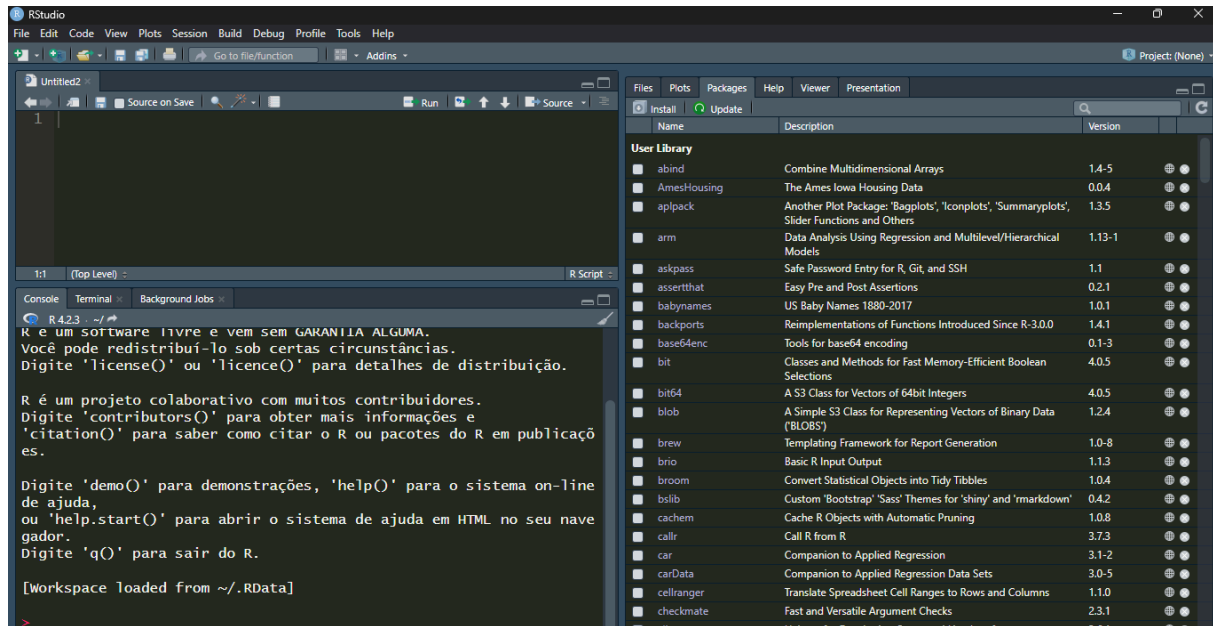 RStudio
File Edit Code View Plots Session Build Debug Profile Tools Help
Go to file/function Addins Project: (None)
Untitled2
Source on Save Run Source
1
1:1 (Top Level) R Script
Console Terminal Background Jobs
R 4.2.3 · ~/
R é um software livre e vem sem GARANTIA ALGUMA.
Você pode redistribuí-lo sob certas circunstâncias.
Digite 'license()' ou 'licence()' para detalhes de distribuição.
R é um projeto colaborativo com muitos contribuidores.
Digite 'contributors()' para obter mais informações e
'citation()' para saber como citar o R ou pacotes do R em publicaçõ
es.
Digite 'demo()' para demonstrações, 'help()' para o sistema on-line
de ajuda,
ou 'help.start()' para abrir o sistema de ajuda em HTML no seu nave
gador.
Digite 'q()' para sair do R.
[Workspace loaded from ~/.RData]
>
Files Plots Packages Help Viewer Presentation
Install Update
Name Description Version
User Library
abind Combine Multidimensional Arrays 1.4-5
AmesHousing The Ames Iowa Housing Data 0.0.4
aplpack Another Plot Package: 'Bagplots', 'Iconplots', 'Summaryplots', 1.3.5
Slider Functions and Others
arm Data Analysis Using Regression and Multilevel/Hierarchical 1.13-1
Models
askpass Safe Password Entry for R, Git, and SSH 1.1
assertthat Easy Pre and Post Assertions 0.2.1
babynames US Baby Names 1880-2017 1.0.1
backports Reimplementations of Functions Introduced Since R-3.0.0 1.4.1
base64enc Tools for base64 encoding 0.1-3
bit Classes and Methods for Fast Memory-Efficient Boolean 4.0.5
Selections
bit64 A S3 Class for Vectors of 64bit Integers 4.0.5
blob A Simple S3 Class for Representing Vectors of Binary Data 1.2.4
('BLOBS')
brew Templating Framework for Report Generation 1.0-8
brio Basic R Input Output 1.1.3
broom Convert Statistical Objects into Tidy Tibbles 1.0.4
bslib Custom 'Bootstrap' 'Sass' Themes for 'shiny' and 'rmarkdown' 0.4.2
cachem Cache R Objects with Automatic Pruning 1.0.8
callr Call R from R 3.7.3
car Companion to Applied Regression 3.1-2
carData Companion to Applied Regression Data Sets 3.0-5
cellranger Translate Spreadsheet Cell Ranges to Rows and Columns 1.1.0
checkmate Fast and Versatile Argument Checks 2.3.1